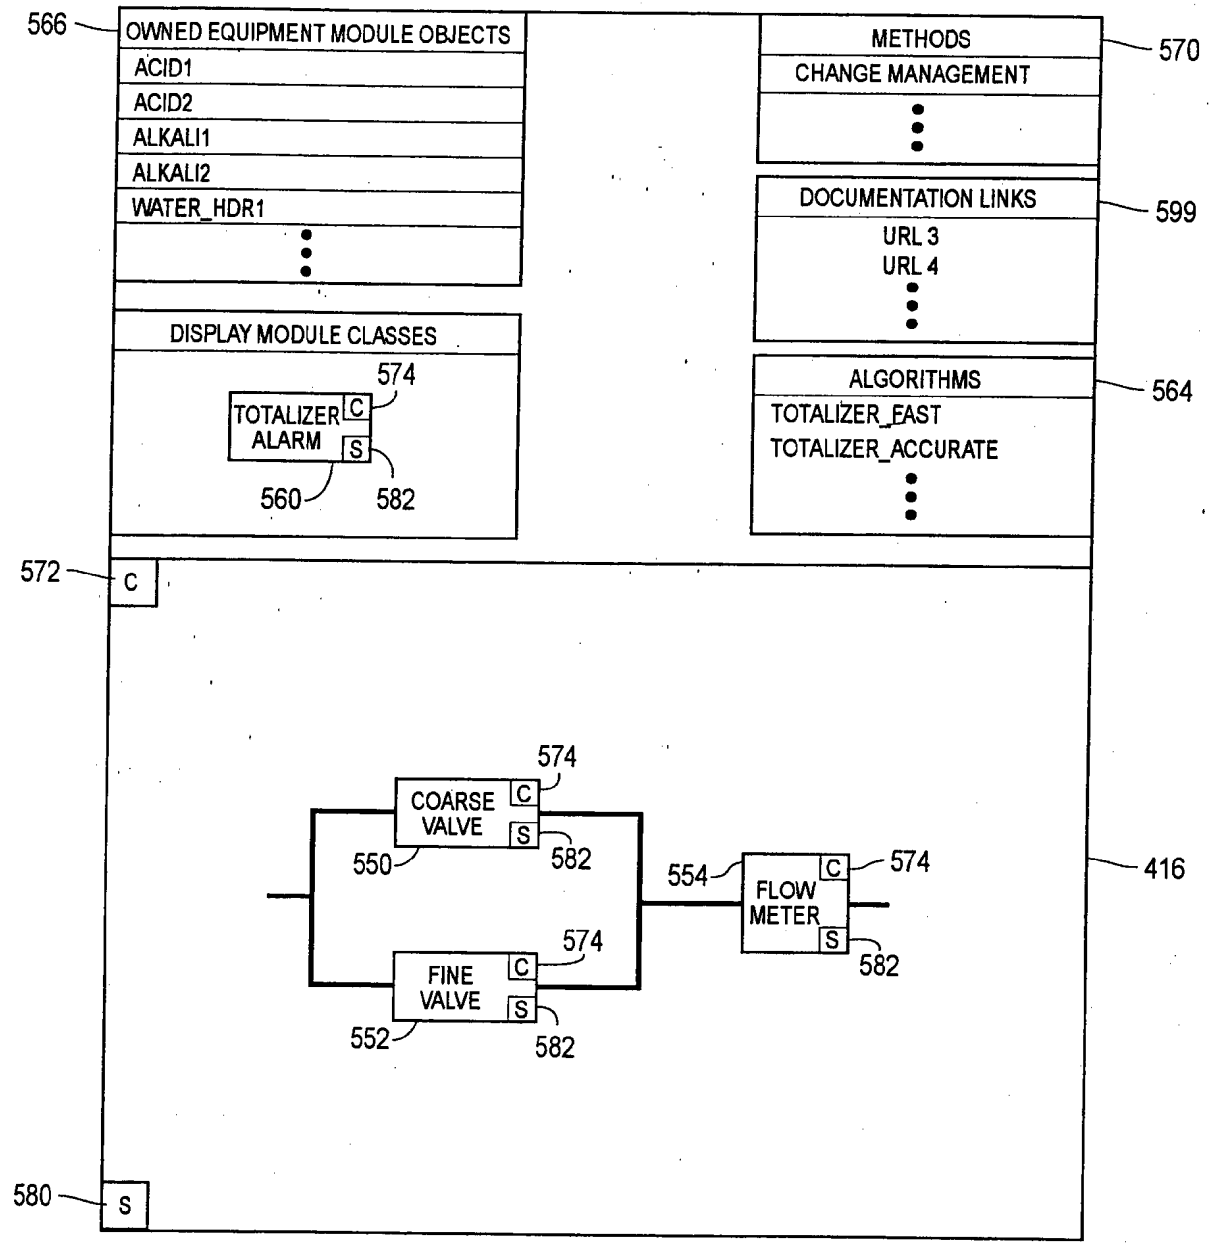 566
OWNED EQUIPMENT MODULE OBJECTS
ACID1
ACID2
ALKALI1
ALKALI2
WATER_HDR1
METHODS
570
CHANGE MANAGEMENT
DOCUMENTATION LINKS
599
URL 3
URL 4
DISPLAY MODULE CLASSES
574
TOTALIZER C
ALARM S
560
582
ALGORITHMS
564
TOTALIZER_FAST
TOTALIZER_ACCURATE
572
C
574
COARSE C
VALVE S
550
582
554
574
C
FLOW
METER
S
582
416
574
FINE C
VALVE S
552
582
580
S